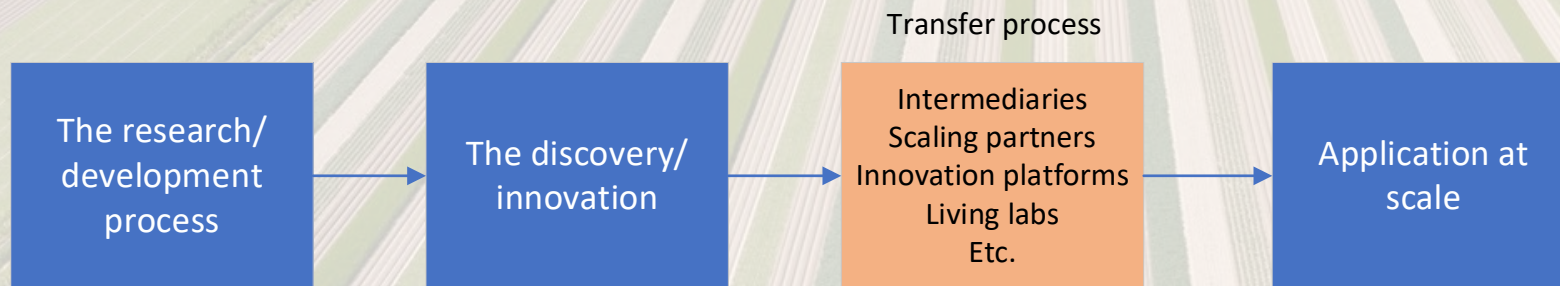 Transfer process
The research/
development
process
The discovery/
innovation
Intermediaries
Scaling partners
Innovation platforms
Living labs
Etc.
Application at
scale